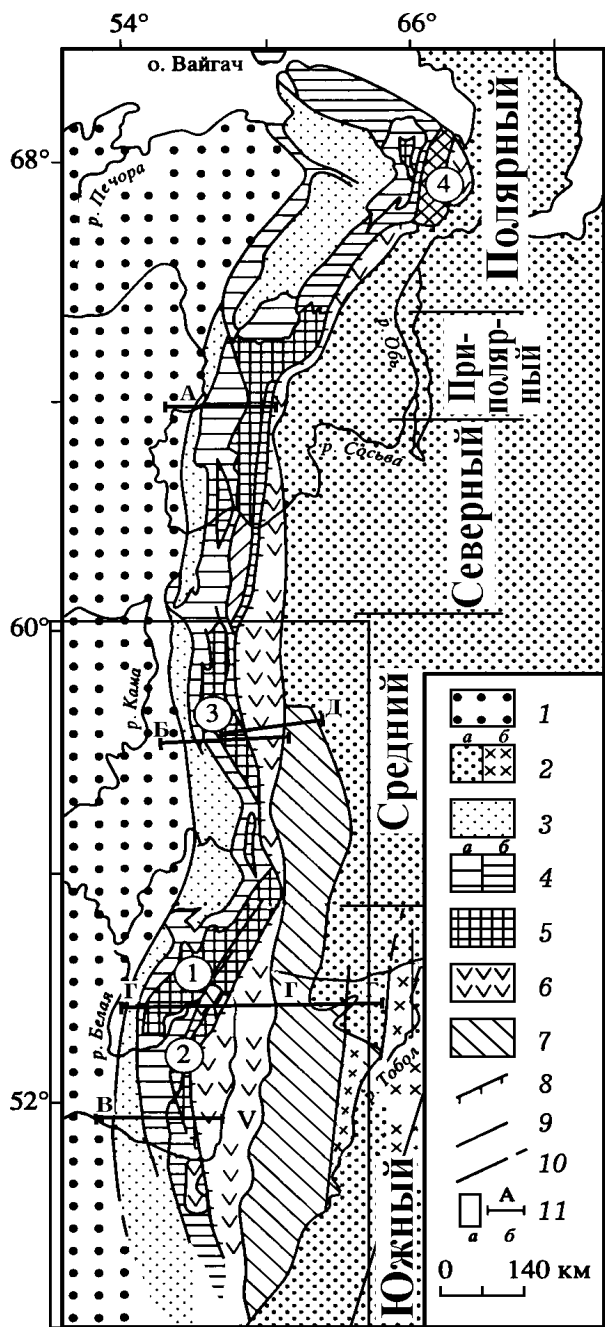 54°
66°
о. Вайгач
68°
р. Печора
4
Полярный
р. Обь
При-
поляр-
ный
А
р. Сосьва
Северный
60°
р. Кама
3
Д
Б
Средний
1
Г
Г
р. Белая
2
р. Тобол
52°
В
V
Южный
1
а б
2
3
а б
4
5
6
7
8
9
10
А
11
а б
0 140 км